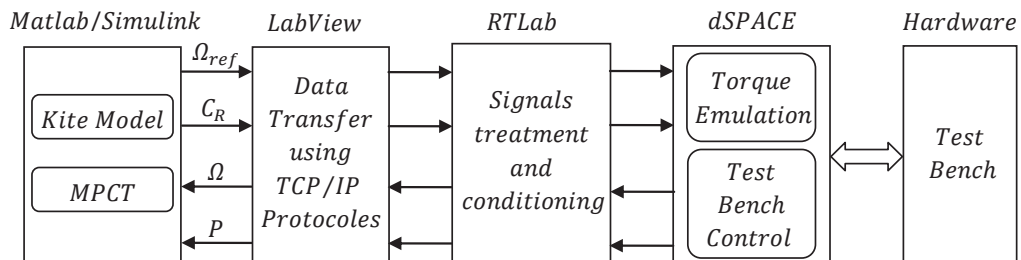 Matlab/Simulink
LabView
RTLab
dSPACE
Hardware
Ω_ref
C_R
Ω
P
Kite Model
MPCT
Data
Transfer
using
TCP/IP
Protocoles
Signals
treatment
and
conditioning
Torque
Emulation
Test
Bench
Control
Test
Bench